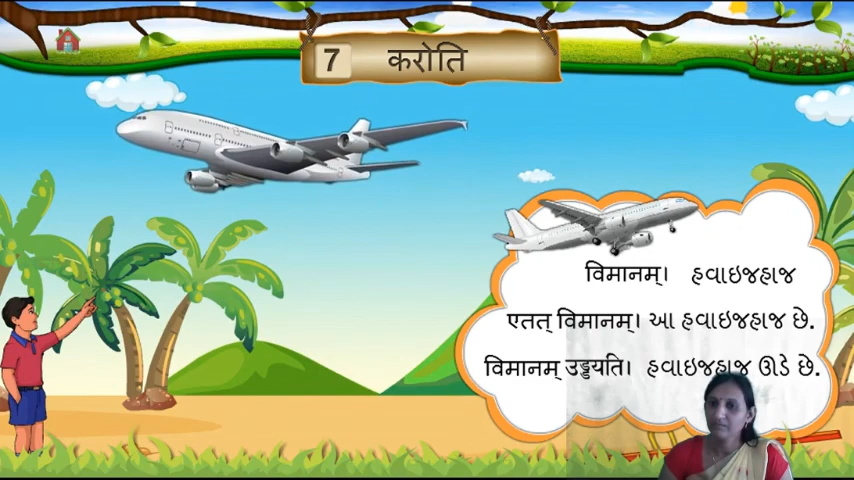 7 करोति
विमानम्। હવાઇજહાજ
एतत् विमानम्। આ હવાઇજહાજ છે.
विमानम् उड्डयति। હવાઇજહાજ ઊડે છે.